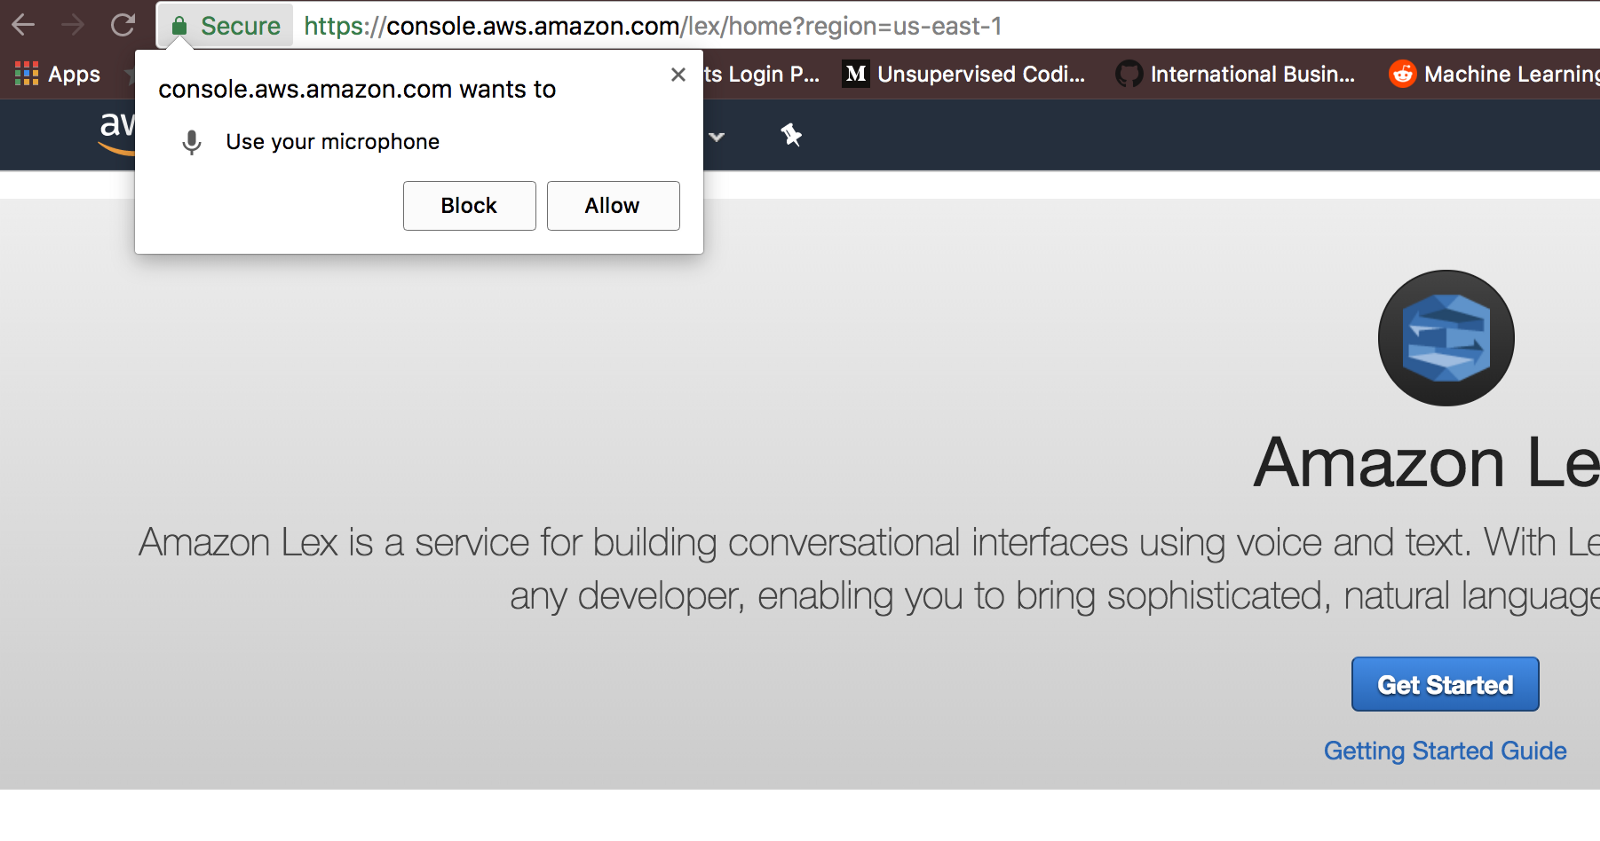 Secure https://console.aws.amazon.com/lex/home?region=us-east-1
Apps ts Login P... M Unsupervised Codi... International Busin... Machine Learning
console.aws.amazon.com wants to
Use your microphone
Block Allow
Amazon Le
Amazon Lex is a service for building conversational interfaces using voice and text. With Le
any developer, enabling you to bring sophisticated, natural language
Get Started
Getting Started Guide